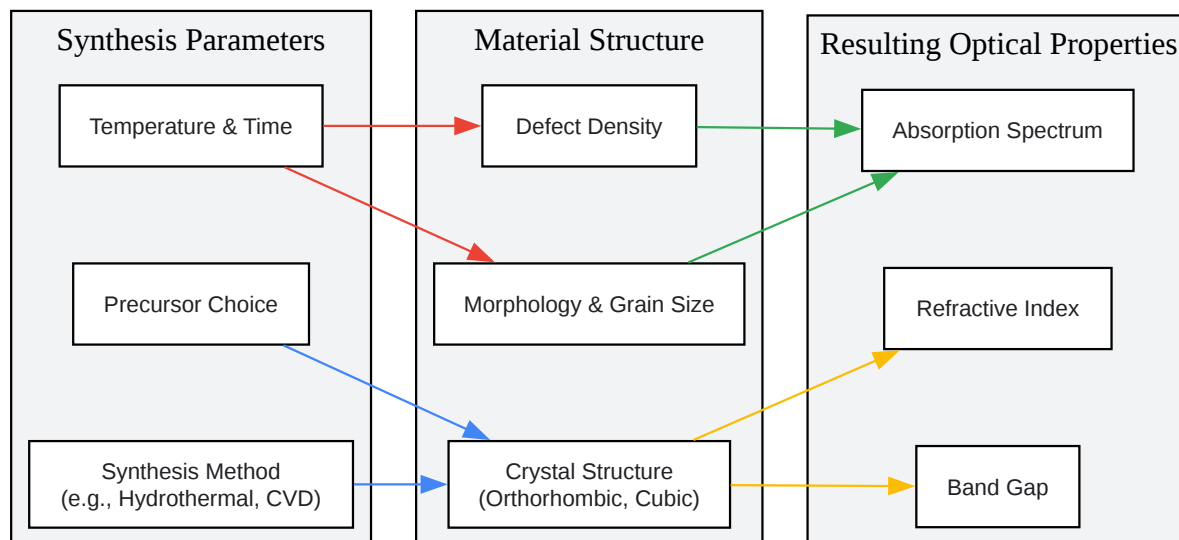 Synthesis Parameters
Temperature & Time
Precursor Choice
Synthesis Method
(e.g., Hydrothermal, CVD)
Material Structure
Defect Density
Morphology & Grain Size
Crystal Structure
(Orthorhombic, Cubic)
Resulting Optical Properties
Absorption Spectrum
Refractive Index
Band Gap